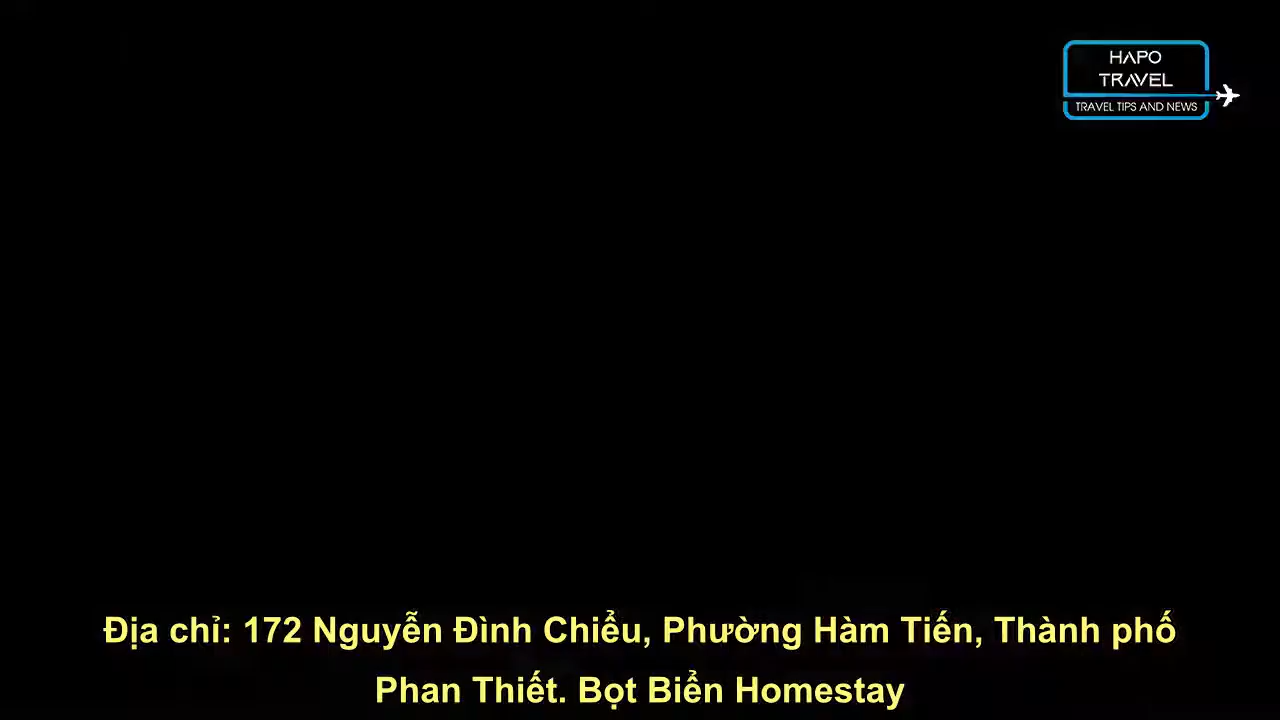 HAPO
TRAVEL
TRAVEL TIPS AND NEWS
Địa chỉ: 172 Nguyễn Đình Chiểu, Phường Hàm Tiến, Thành phố
Phan Thiết. Bọt Biển Homestay